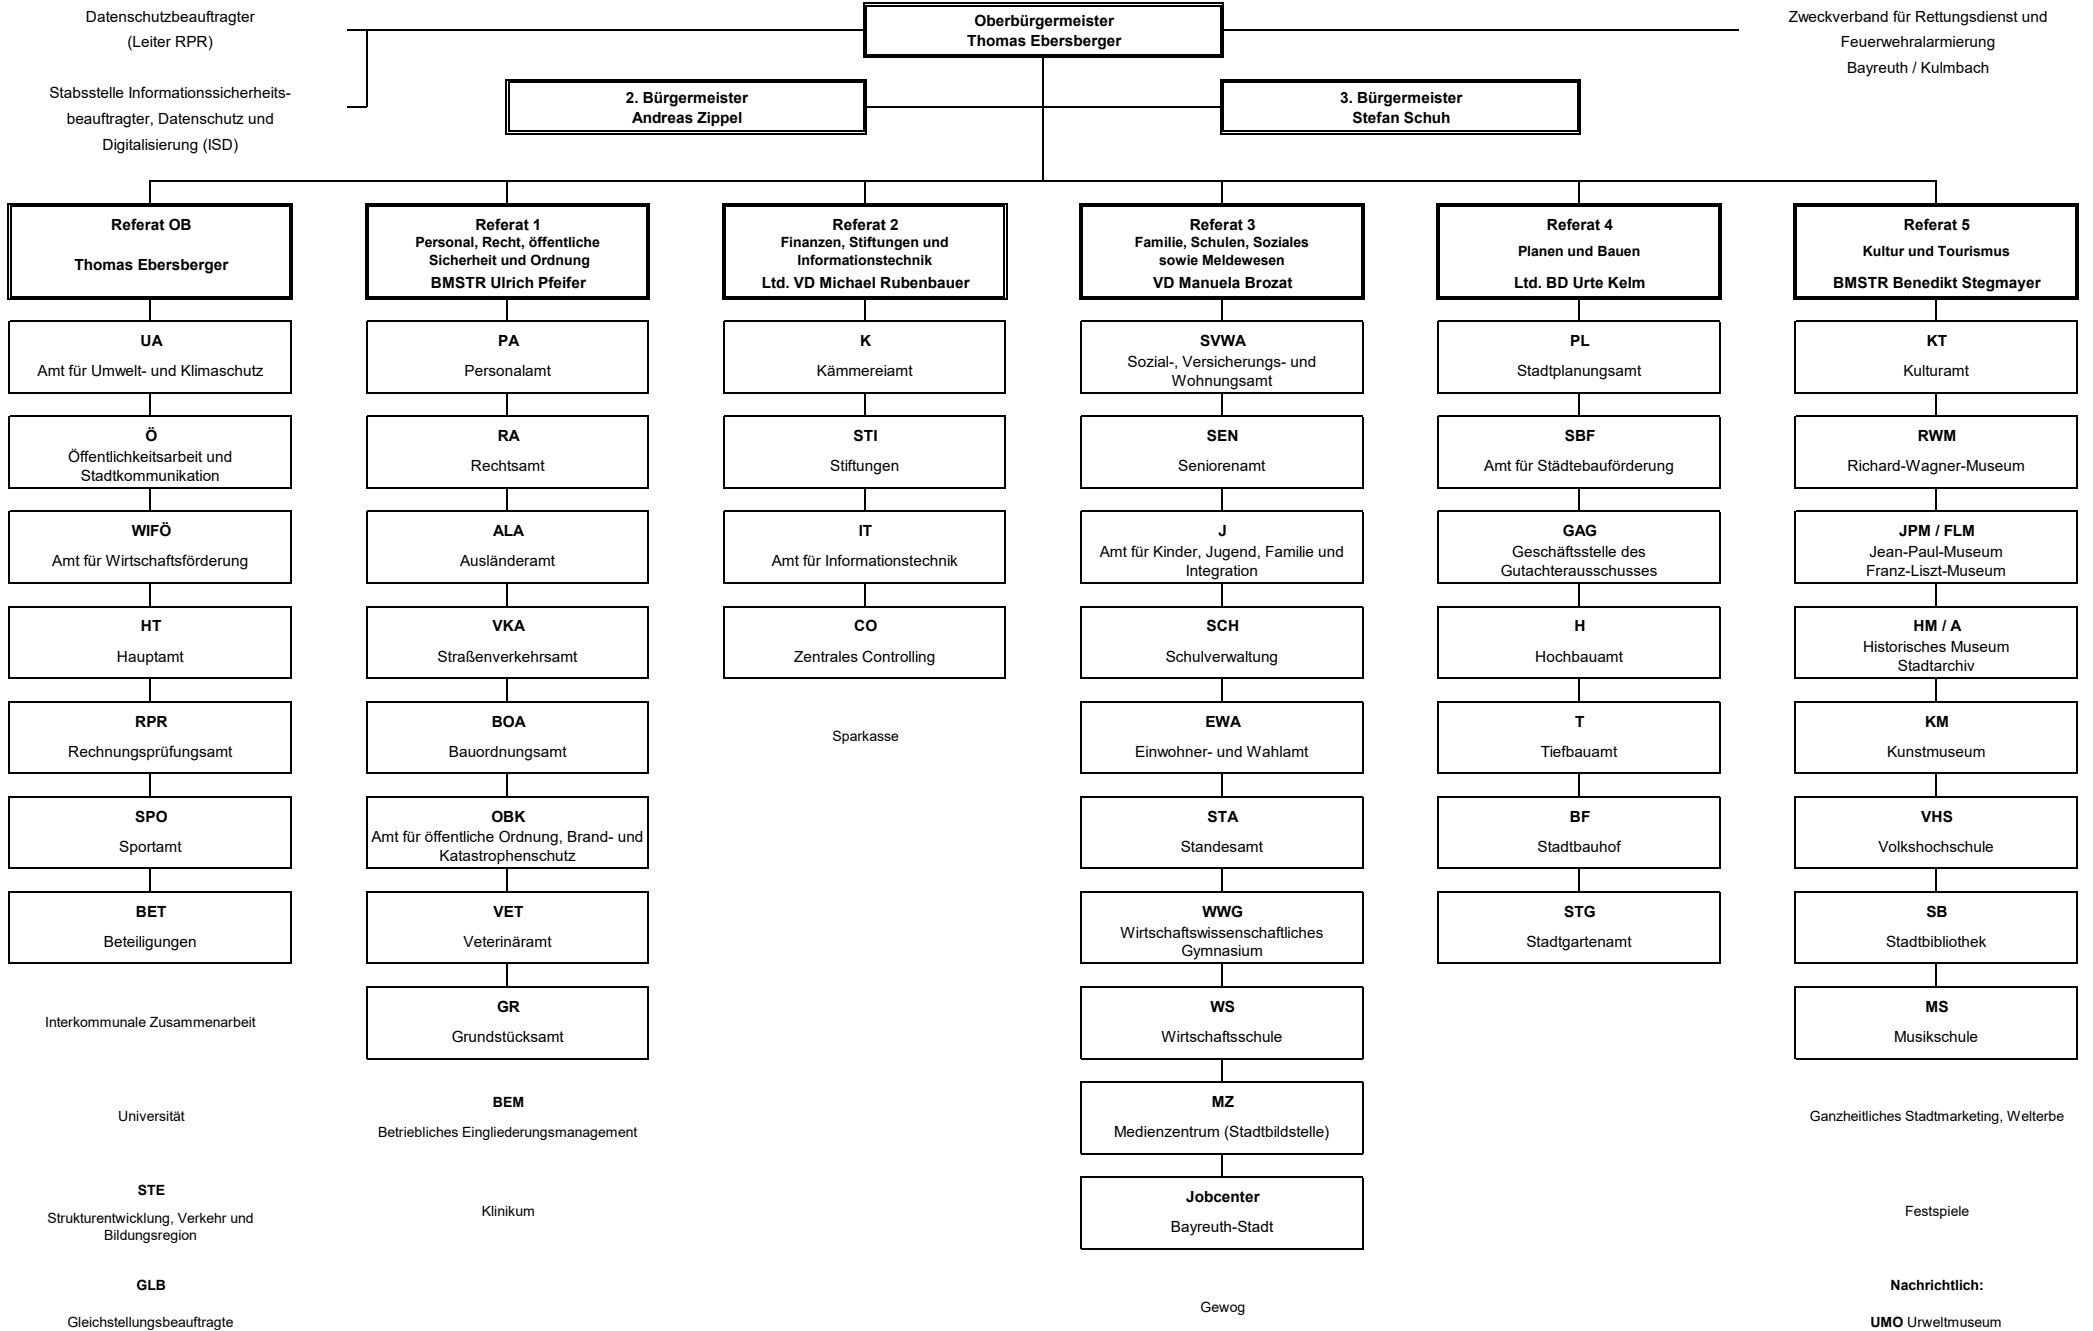 Datenschutzbeauftragter
(Leiter RPR)
Stabsstelle Informationssicherheits-
beauftragter, Datenschutz und
Digitalisierung (ISD)
Oberbürgermeister
Thomas Ebersberger
Zweckverband für Rettungsdienst und
Feuerwehralarmierung
Bayreuth / Kulmbach
2. Bürgermeister
Andreas Zippel
3. Bürgermeister
Stefan Schuh
Referat OB
Thomas Ebersberger
UA
Amt für Umwelt- und Klimaschutz
Ö
Öffentlichkeitsarbeit und
Stadtkommunikation
WIFÖ
Amt für Wirtschaftsförderung
HT
Hauptamt
RPR
Rechnungsprüfungsamt
SPO
Sportamt
BET
Beteiligungen
Interkommunale Zusammenarbeit
Universität
STE
Strukturentwicklung, Verkehr und
Bildungsregion
GLB
Gleichstellungsbeauftragte
Referat 1
Personal, Recht, öffentliche
Sicherheit und Ordnung
BMSTR Ulrich Pfeifer
PA
Personalamt
RA
Rechtsamt
ALA
Ausländeramt
VKA
Straßenverkehrsamt
BOA
Bauordnungsamt
OBK
Amt für öffentliche Ordnung, Brand- und
Katastrophenschutz
VET
Veterinäramt
GR
Grundstücksamt
BEM
Betriebliches Eingliederungsmanagement
Klinikum
Referat 2
Finanzen, Stiftungen und
Informationstechnik
Ltd. VD Michael Rubenbauer
K
Kämmereiamt
STI
Stiftungen
IT
Amt für Informationstechnik
CO
Zentrales Controlling
Sparkasse
Referat 3
Familie, Schulen, Soziales
sowie Meldewesen
VD Manuela Brozat
SVWA
Sozial-, Versicherungs- und
Wohnungsamt
SEN
Seniorenamt
J
Amt für Kinder, Jugend, Familie und
Integration
SCH
Schulverwaltung
EWA
Einwohner- und Wahlamt
STA
Standesamt
WWG
Wirtschaftswissenschaftliches
Gymnasium
WS
Wirtschaftsschule
MZ
Medienzentrum (Stadtbildstelle)
Jobcenter
Bayreuth-Stadt
Gewog
Referat 4
Planen und Bauen
Ltd. BD Urte Kelm
PL
Stadtplanungsamt
SBF
Amt für Städtebauförderung
GAG
Geschäftsstelle des
Gutachterausschusses
H
Hochbauamt
T
Tiefbauamt
BF
Stadtbauhof
STG
Stadtgartenamt
Referat 5
Kultur und Tourismus
BMSTR Benedikt Stegmayer
KT
Kulturamt
RWM
Richard-Wagner-Museum
JPM / FLM
Jean-Paul-Museum
Franz-Liszt-Museum
HM / A
Historisches Museum
Stadtarchiv
KM
Kunstmuseum
VHS
Volkshochschule
SB
Stadtbibliothek
MS
Musikschule
Ganzheitliches Stadtmarketing, Welterbe
Festspiele
Nachrichtlich:
UMO Urweltmuseum